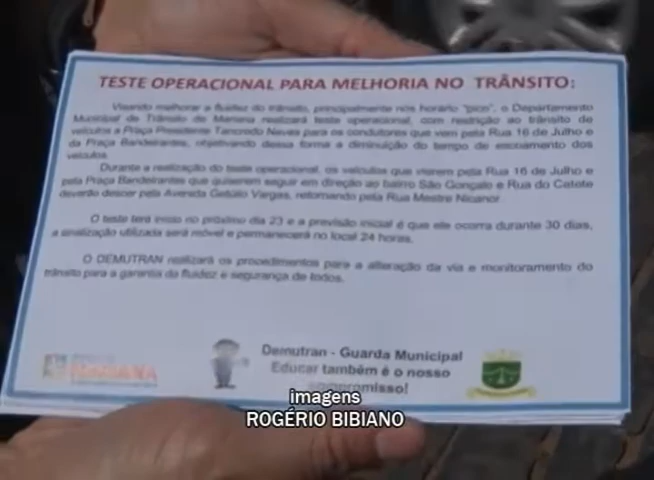 TESTE OPERACIONAL PARA MELHORIA NO TRÂNSITO:
Visando melhorar a fluidez do trânsito, principalmente nos horário "pico", o Departamento
Municipal de Trânsito de Mariana realizará teste operacional, com restrição ao trânsito de
veículos a Praça Presidente Tancredo Neves para os condutores que vem pela Rua 16 de Julho e
da Praça Bandeirantes, objetivando dessa forma a diminuição do tempo de escoamento dos
veículos.
Durante a realização do teste operacional, os veículos que vierem pela Rua 16 de Julho e
pela Praça Bandeirantes que quiserem seguir em direção ao bairro São Gonçalo e Rua do Catete
deverão descer pela Avenida Getúlio Vargas, retornando pela Rua Mestre Nicanor.
O teste terá início no próximo dia 23 e a previsão inicial é que ele ocorra durante 30 dias,
a sinalização utilizada será móvel e permanecerá no local 24 horas.
O DEMUTRAN realizará os procedimentos para a alteração da via e monitoramento do
trânsito para a garantia da fluidez e segurança de todos.
MARIANA
Demutran - Guarda Municipal
Educar também é o nosso
compromisso!
imagens
ROGÉRIO BIBIANO